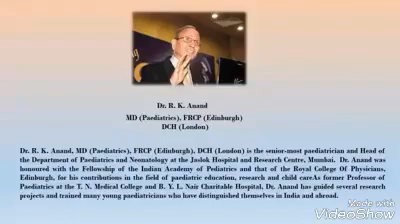 Dr. R. K. Anand
MD (Paediatrics), FRCP (Edinburgh)
DCH (London)
Dr. R. K. Anand, MD (Paediatrics), FRCP (Edinburgh), DCH (London) is the senior-most paediatrician and Head of
the Department of Paediatrics and Neonatology at the Jaslok Hospital and Research Centre, Mumbai. Dr. Anand was
honoured with the Fellowship of the Indian Academy of Pediatrics and that of the Royal College Of Physicians,
Edinburgh, for his contributions in the field of paediatric education, research and child careAs former Professor of
Paediatrics at the T. N. Medical College and B. Y. L. Nair Charitable Hospital, Dr. Anand has guided several research
projects and trained many young paediatricians who have distinguished themselves in India and abroad.
Made with
VideoShow